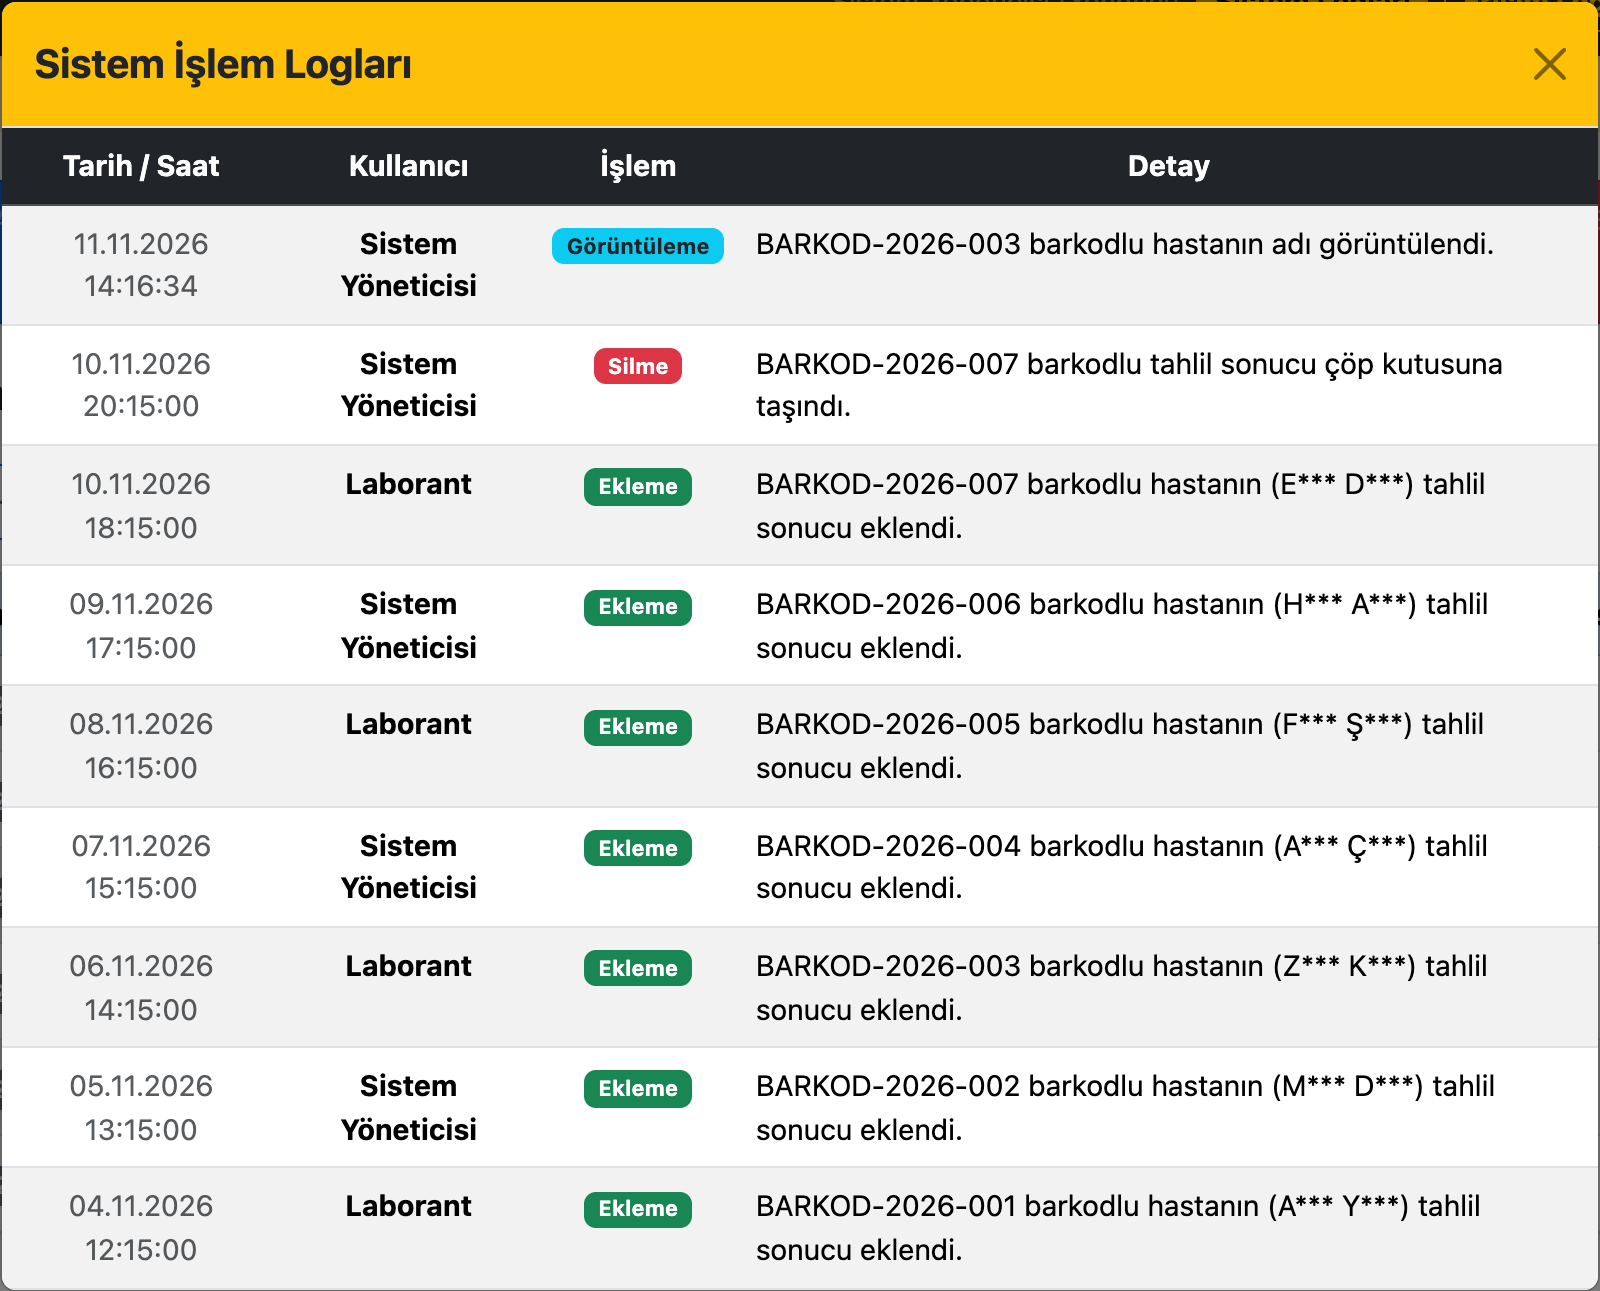 Sistem İşlem Logları
Tarih / Saat Kullanıcı İşlem Detay
11.11.2026 Sistem Görüntüleme BARKOD-2026-003 barkodlu hastanın adı görüntülendi.
14:16:34 Yöneticisi
10.11.2026 Sistem Silme BARKOD-2026-007 barkodlu tahlil sonucu çöp kutusuna
20:15:00 Yöneticisi taşındı.
10.11.2026 Laborant Ekleme BARKOD-2026-007 barkodlu hastanın (E*** D***) tahlil
18:15:00 sonucu eklendi.
09.11.2026 Sistem Ekleme BARKOD-2026-006 barkodlu hastanın (H*** A***) tahlil
17:15:00 Yöneticisi sonucu eklendi.
08.11.2026 Laborant Ekleme BARKOD-2026-005 barkodlu hastanın (F*** Ş***) tahlil
16:15:00 sonucu eklendi.
07.11.2026 Sistem Ekleme BARKOD-2026-004 barkodlu hastanın (A*** Ç***) tahlil
15:15:00 Yöneticisi sonucu eklendi.
06.11.2026 Laborant Ekleme BARKOD-2026-003 barkodlu hastanın (Z*** K***) tahlil
14:15:00 sonucu eklendi.
05.11.2026 Sistem Ekleme BARKOD-2026-002 barkodlu hastanın (M*** D***) tahlil
13:15:00 Yöneticisi sonucu eklendi.
04.11.2026 Laborant Ekleme BARKOD-2026-001 barkodlu hastanın (A*** Y***) tahlil
12:15:00 sonucu eklendi.